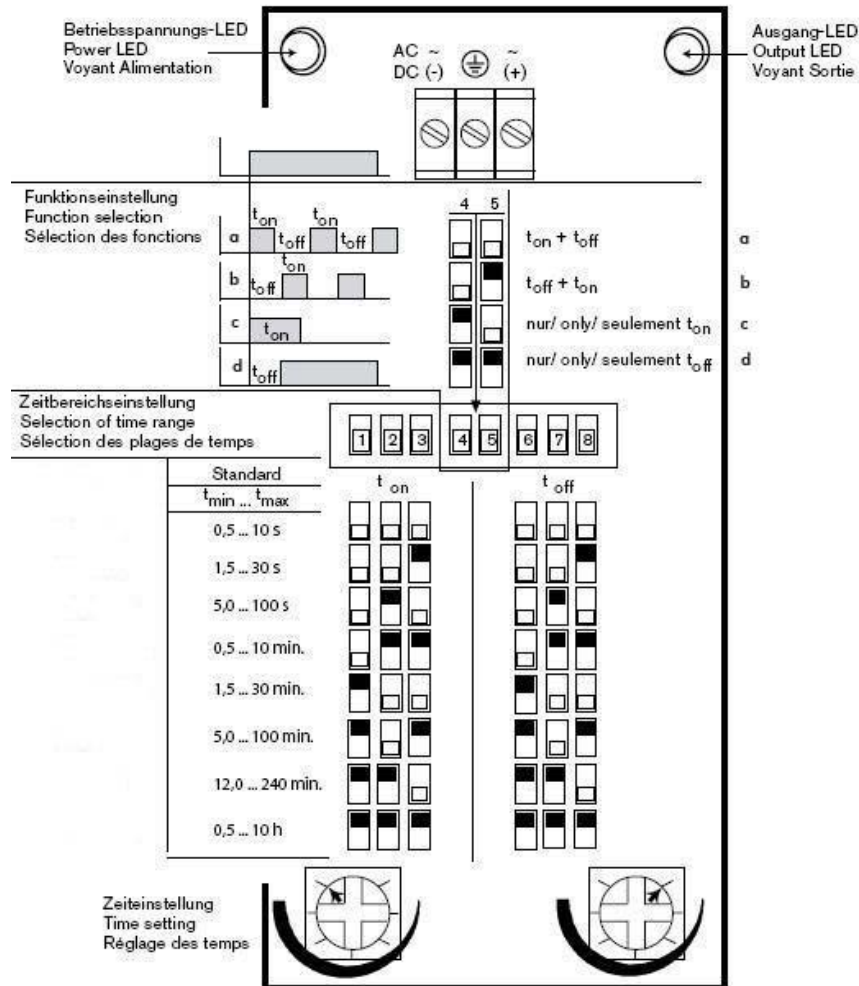 Betriebsspannungs-LED
Power LED
Voyant Alimentation
AC ~ ~
DC (-) (+)
Ausgang-LED
Output LED
Voyant Sortie
Funktionseinstellung
Function selection
Sélection des fonctions
4 5
a ton toff ton toff
ton + toff a
b toff ton
toff + ton b
c ton
nur/ only/ seulement ton c
d toff
nur/ only/ seulement toff d
Zeitbereichseinstellung
Selection of time range
Sélection des plages de temps
1 2 3 4 5 6 7 8
Standard
tmin ... tmax
t on
t off
0,5 ... 10 s
1,5 ... 30 s
5,0 ... 100 s
0,5 ... 10 min.
1,5 ... 30 min.
5,0 ... 100 min.
12,0 ... 240 min.
0,5 ... 10 h
Zeiteinstellung
Time setting
Réglage des temps